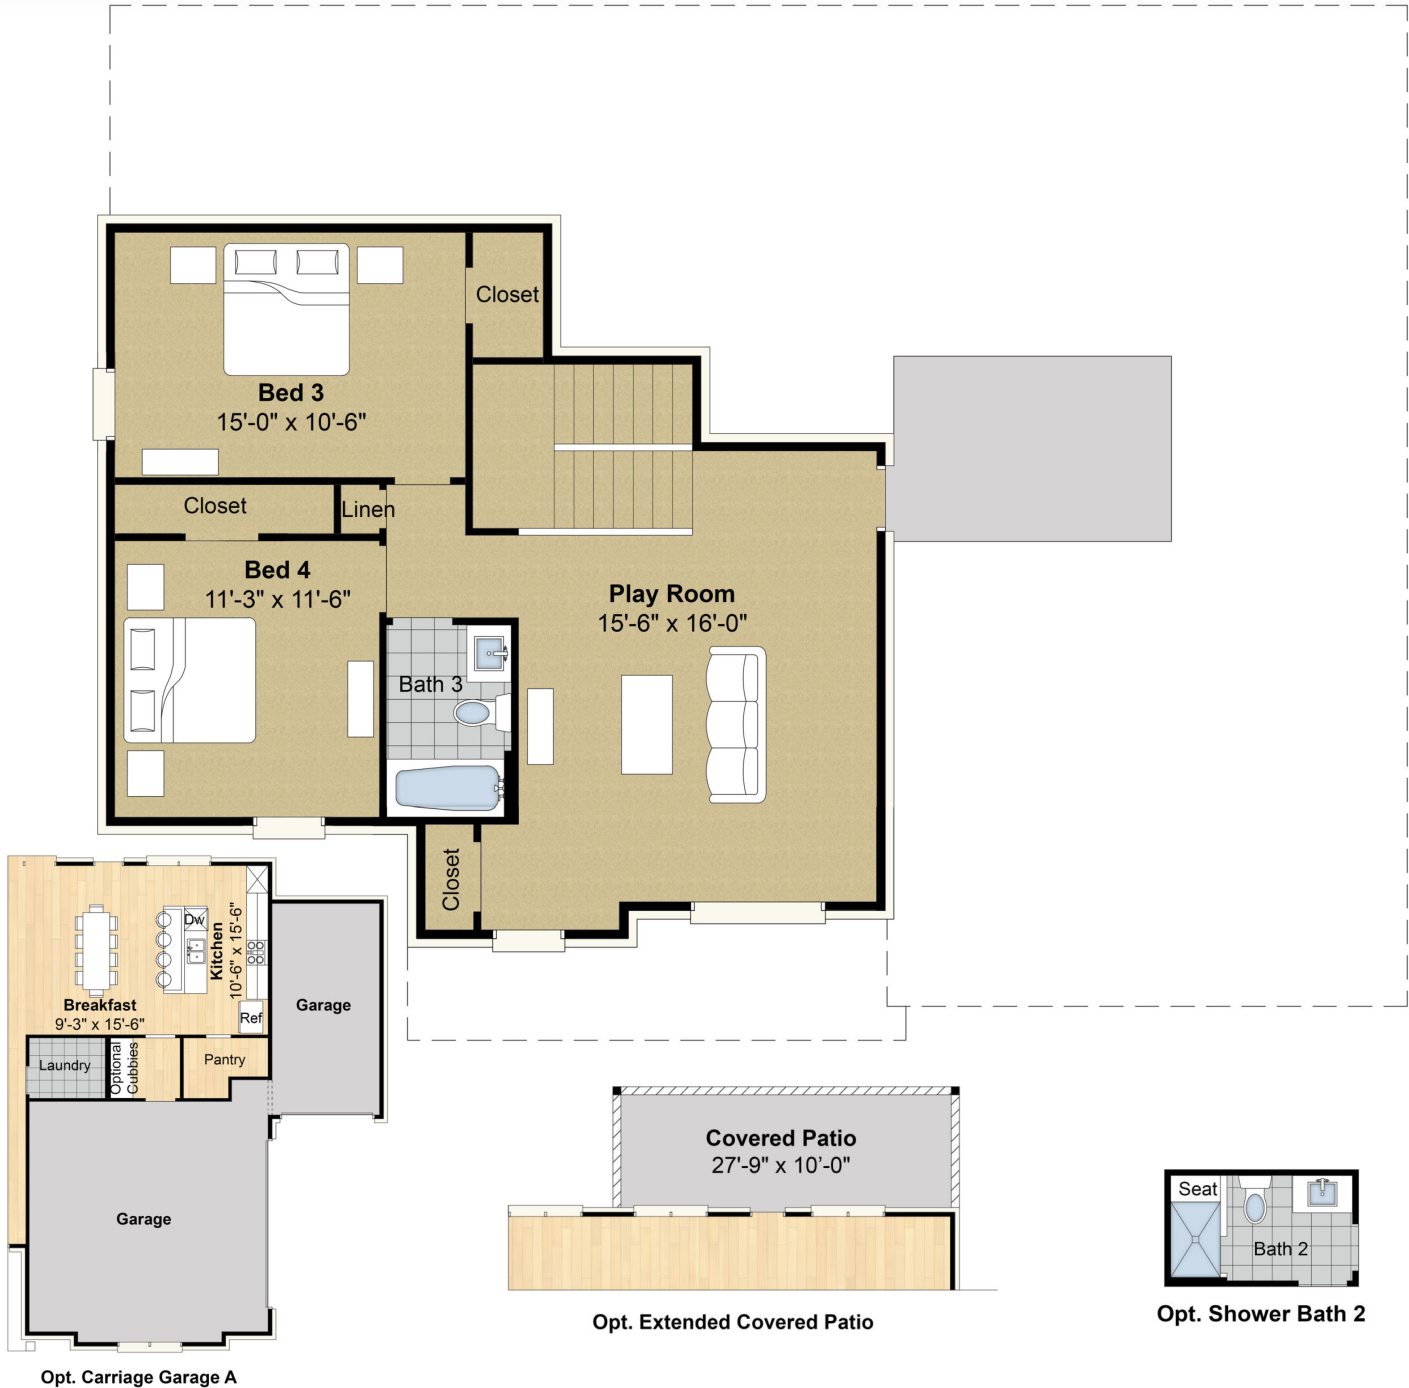 Closet
Bed 3
15'-0" x 10'-6"
Closet
Linen
Bed 4
11'-3" x 11'-6"
Play Room
15'-6" x 16'-0"
Bath 3
Closet
Dw
Kitchen
10'-6" x 15'-6"
Breakfast
9'-3" x 15'-6"
Ref
Garage
Laundry
Optional
Cubbies
Pantry
Garage
Opt. Carriage Garage A
Covered Patio
27'-9" x 10’-0"
Opt. Extended Covered Patio
Seat
Bath 2
Opt. Shower Bath 2